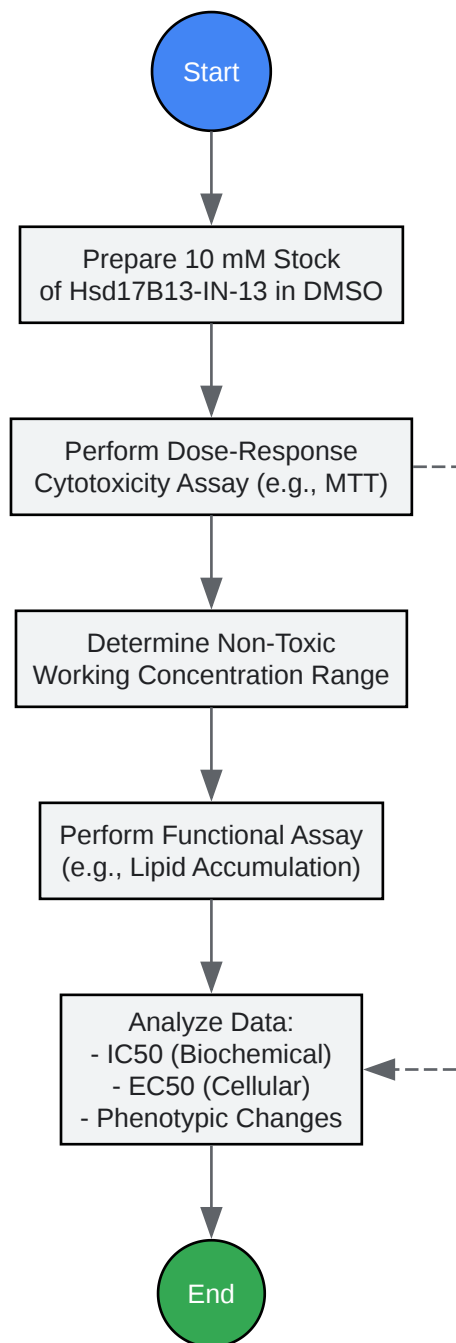 Start
Prepare 10 mM Stock
of Hsd17B13-IN-13 in DMSO
Perform Dose-Response
Cytotoxicity Assay (e.g., MTT)
Determine Non-Toxic
Working Concentration Range
Perform Functional Assay
(e.g., Lipid Accumulation)
Analyze Data:
- IC50 (Biochemical)
- EC50 (Cellular)
- Phenotypic Changes
End